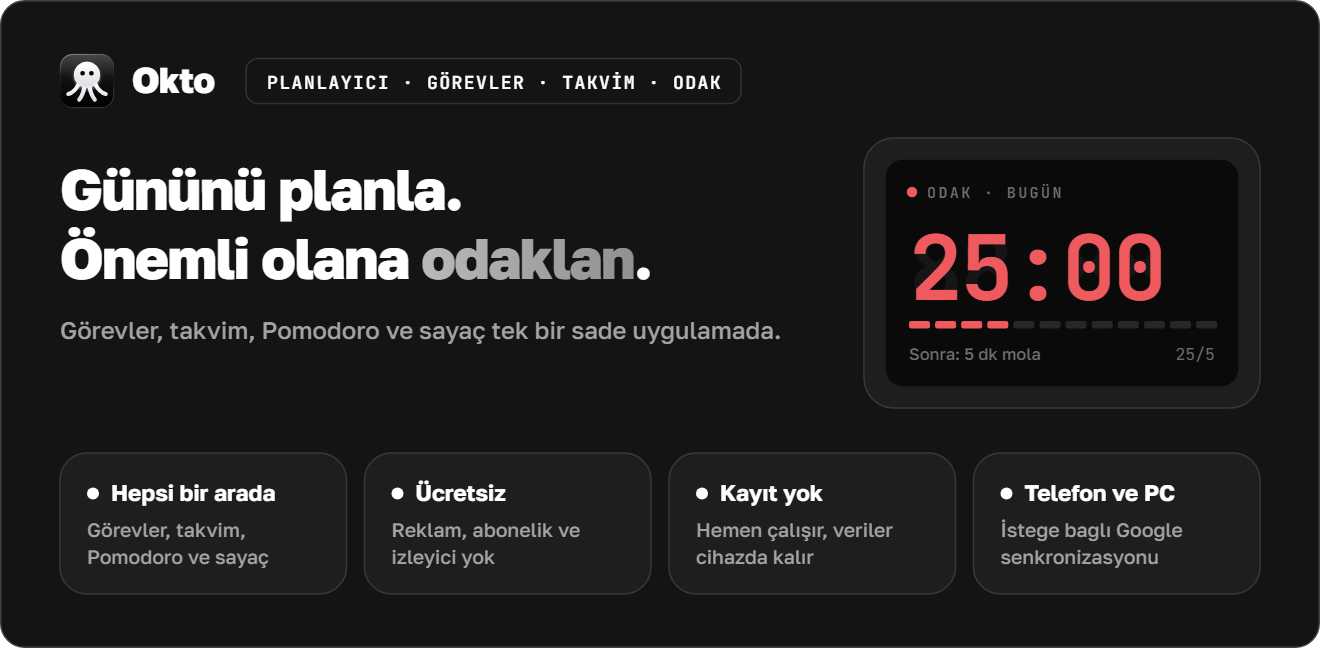 Okto
PLANLAYICI · GÖREVLER · TAKVİM · ODAK
Gününü planla.
Önemli olana odaklan.
Görevler, takvim, Pomodoro ve sayaç tek bir sade uygulamada.
ODAK · BUGÜN
25:00
Sonra: 5 dk mola
25/5
Hepsi bir arada
Görevler, takvim,
Pomodoro ve sayaç
Ücretsiz
Reklam, abonelik ve
izleyici yok
Kayıt yok
Hemen çalışır, veriler
cihazda kalır
Telefon ve PC
İstege baglı Google
senkronizasyonu